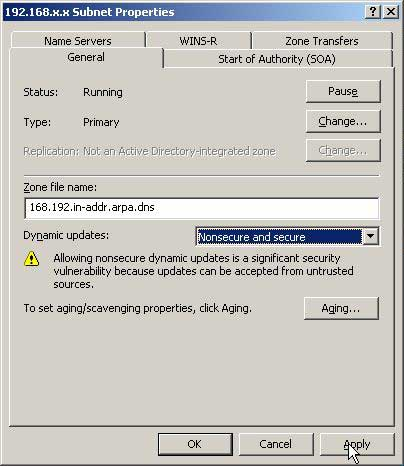 192.168.x.x Subnet Properties
Name Servers WINS-R Zone Transfers
General Start of Authority (SOA)
Status: Running Pause
Type: Primary Change...
Replication: Not an Active Directory-integrated zone Change...
Zone file name:
168.192.in-addr.arpa.dns
Dynamic updates: Nonsecure and secure
Allowing nonsecure dynamic updates is a significant security
vulnerability because updates can be accepted from untrusted
sources.
To set aging/scavenging properties, click Aging. Aging...
OK Cancel Apply